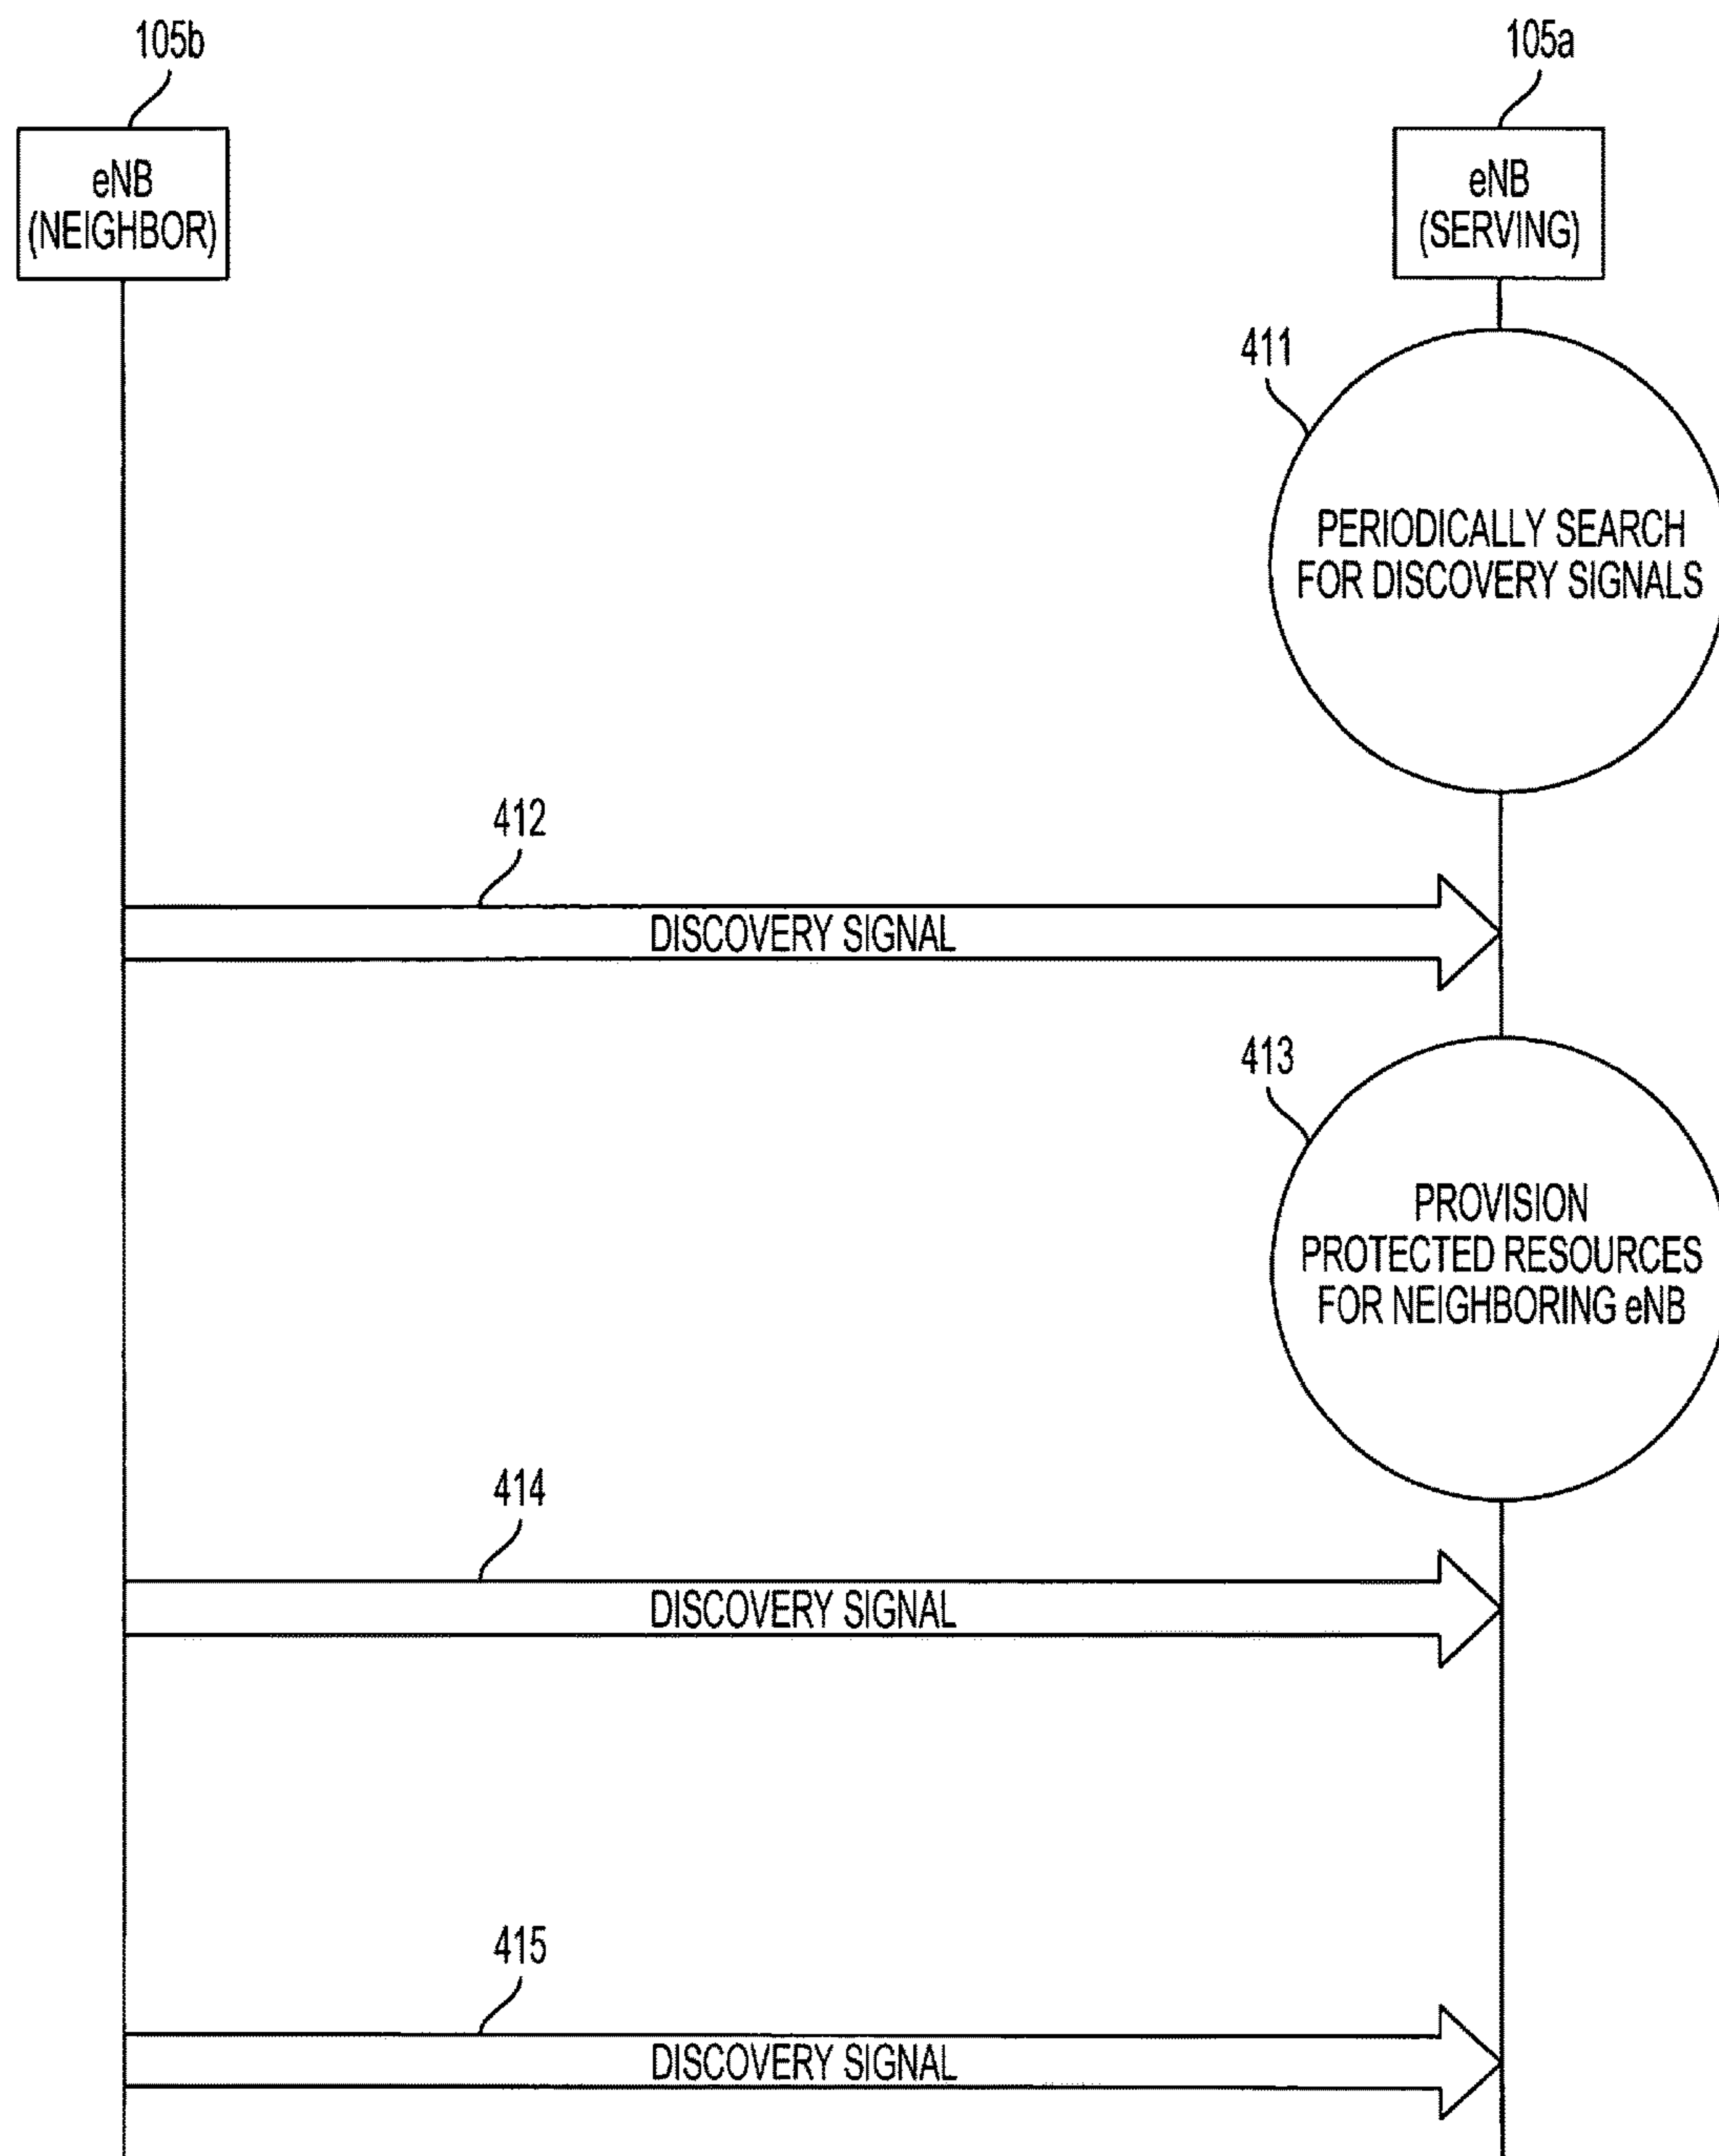 105b
105a
eNB
(NEIGHBOR)
eNB
(SERVING)
411
PERIODICALLY SEARCH
FOR DISCOVERY SIGNALS
412
DISCOVERY SIGNAL
413
PROVISION
PROTECTED RESOURCES
FOR NEIGHBORING eNB
414
DISCOVERY SIGNAL
415
DISCOVERY SIGNAL